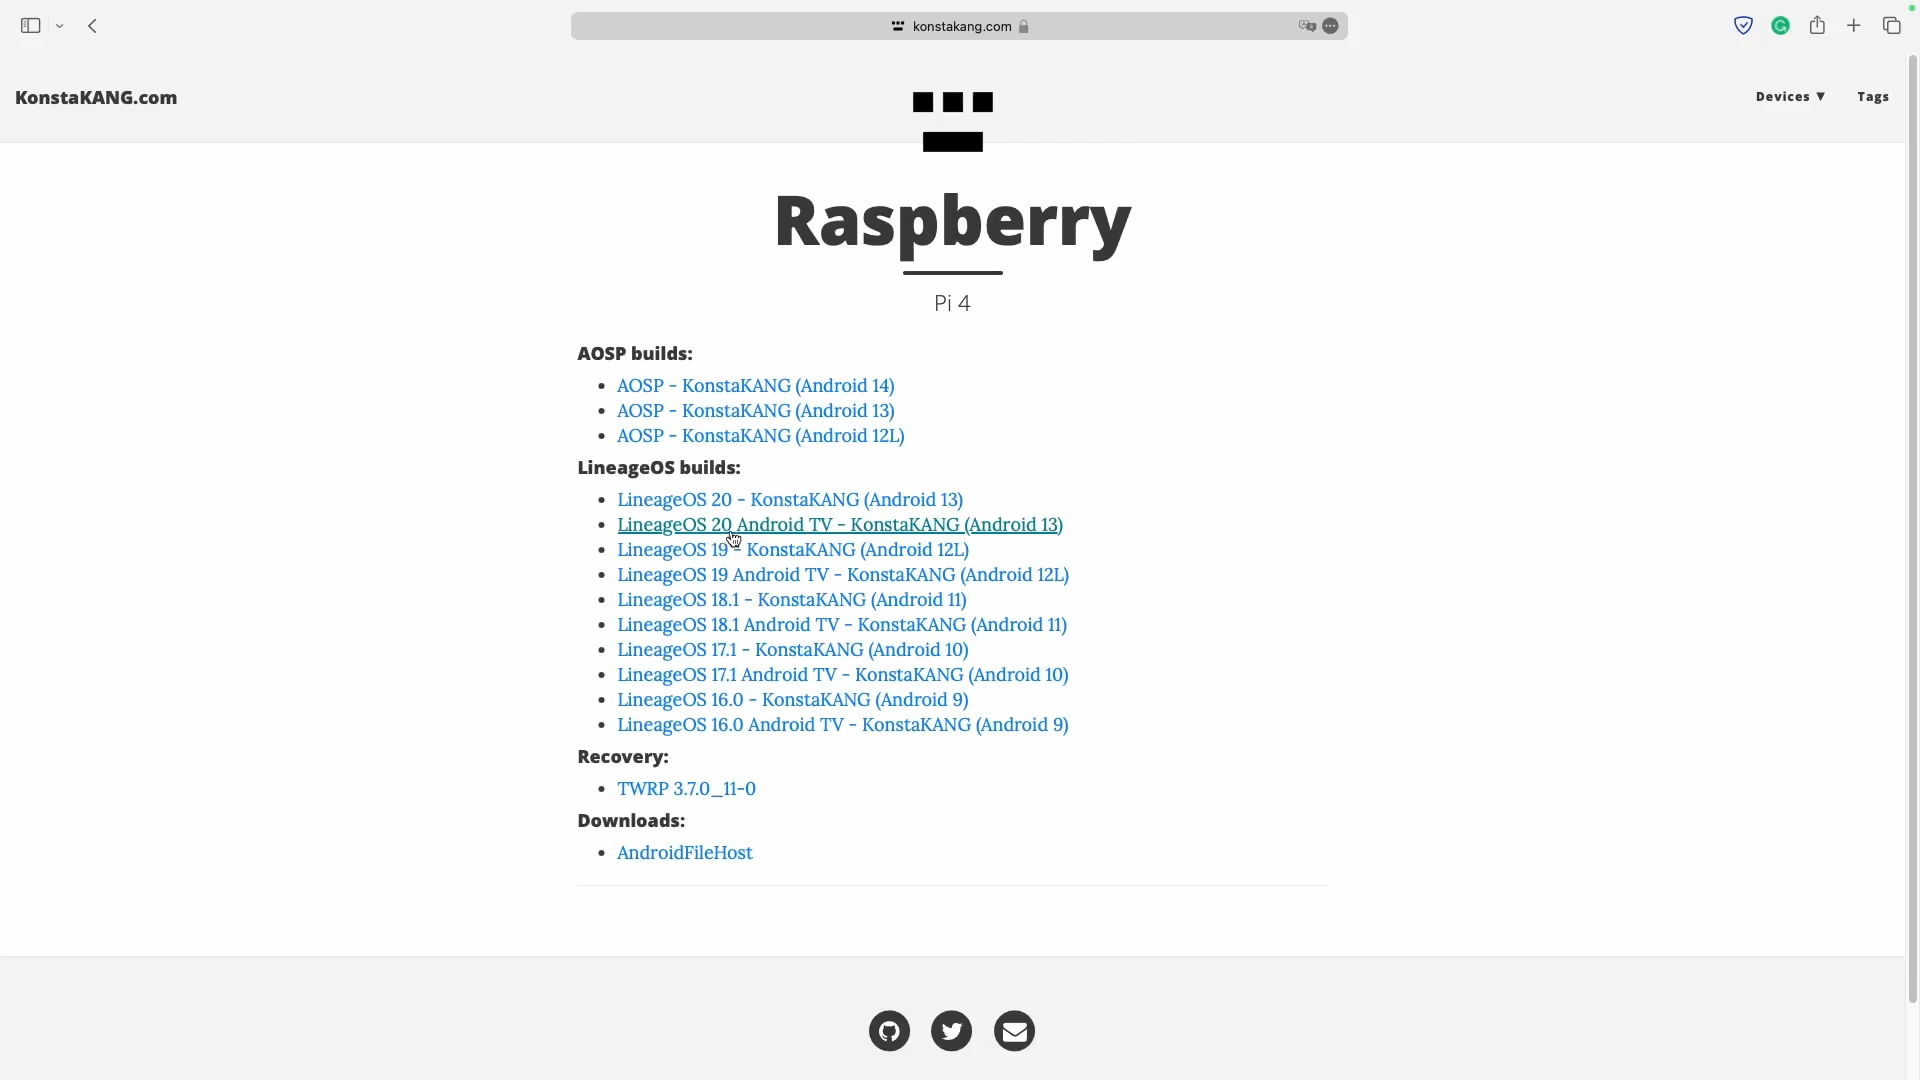 konstakang.com
KonstaKANG.com
Devices ▼
Tags
Raspberry
Pi 4
AOSP builds:
AOSP - KonstaKANG (Android 14)
AOSP - KonstaKANG (Android 13)
AOSP - KonstaKANG (Android 12L)
LineageOS builds:
LineageOS 20 - KonstaKANG (Android 13)
LineageOS 20 Android TV - KonstaKANG (Android 13)
LineageOS 19 - KonstaKANG (Android 12L)
LineageOS 19 Android TV - KonstaKANG (Android 12L)
LineageOS 18.1 - KonstaKANG (Android 11)
LineageOS 18.1 Android TV - KonstaKANG (Android 11)
LineageOS 17.1 - KonstaKANG (Android 10)
LineageOS 17.1 Android TV - KonstaKANG (Android 10)
LineageOS 16.0 - KonstaKANG (Android 9)
LineageOS 16.0 Android TV - KonstaKANG (Android 9)
Recovery:
TWRP 3.7.0_11-0
Downloads:
AndroidFileHost